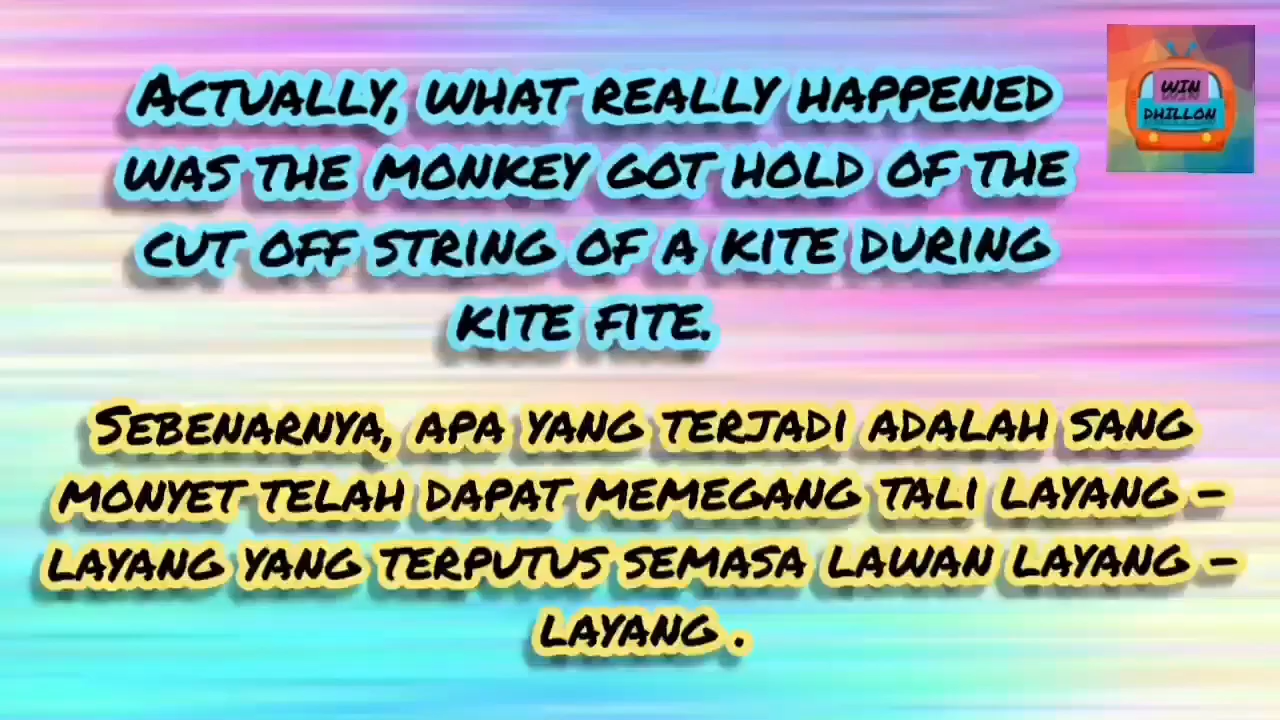 ACTUALLY, WHAT REALLY HAPPENED
WAS THE MONKEY GOT HOLD OF THE
CUT OFF STRING OF A KITE DURING
KITE FITE.
SEBENARNYA, APA YANG TERJADI ADALAH SANG
MONYET TELAH DAPAT MEMEGANG TALI LAYANG -
LAYANG YANG TERPUTUS SEMASA LAWAN LAYANG -
LAYANG .
WIN
DHILLON